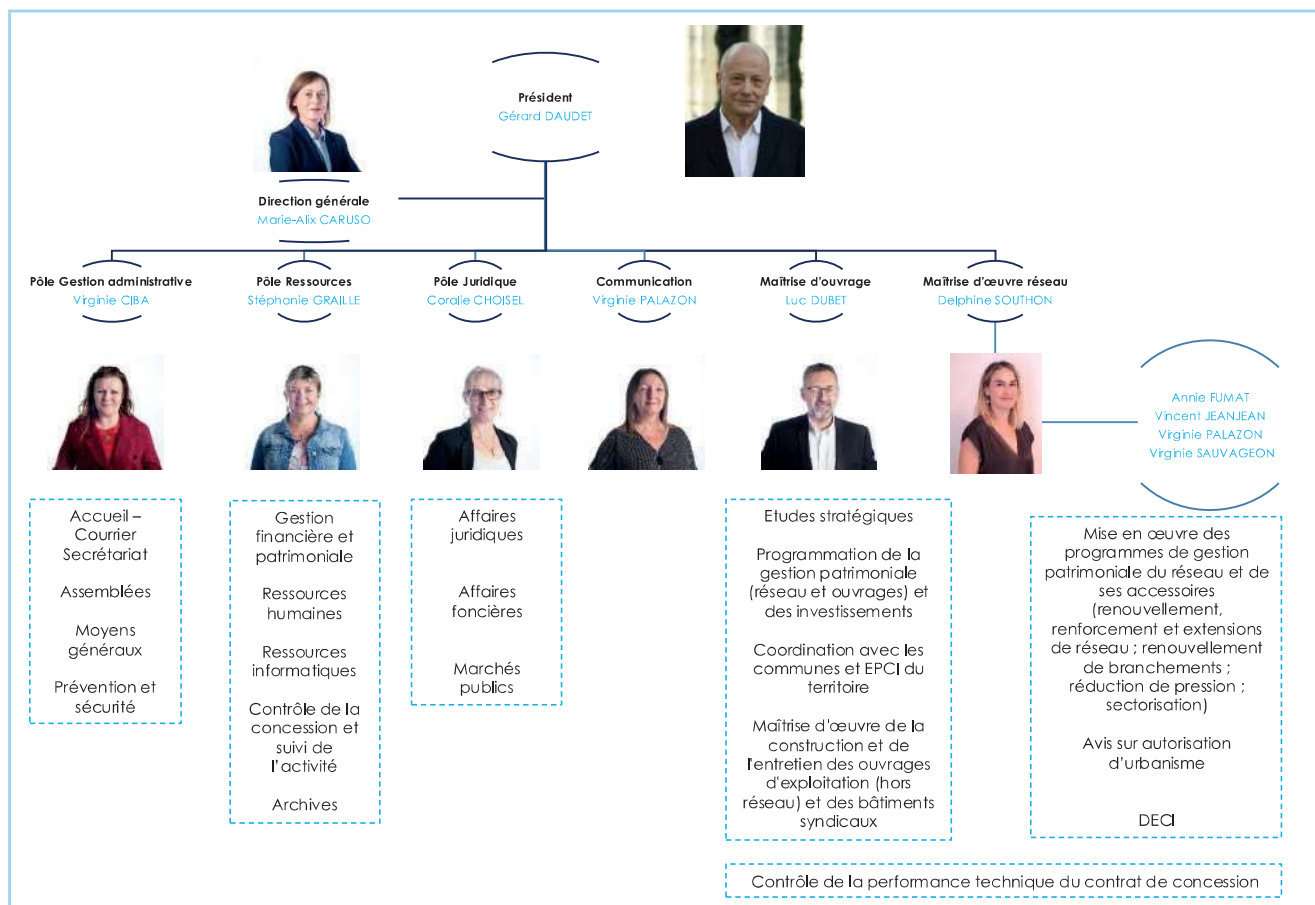 Président
Gérard DAUDET
Direction générale
Marie-Alix CARUSO
Pôle Gestion administrative
Virginie CIBA
Pôle Ressources
Stéphanie GRAILLE
Pôle Juridique
Coralie CHOISEL
Communication
Virginie PALAZON
Maîtrise d'ouvrage
Luc DUBET
Maîtrise d'œuvre réseau
Delphine SOUTHON
Annie FUMAT
Vincent JEANJEAN
Virginie PALAZON
Virginie SAUVAGEON
Accueil –
Courrier
Secrétariat
Assemblées
Moyens
généraux
Prévention et
sécurité
Gestion
financière et
patrimoniale
Ressources
humaines
Ressources
informatiques
Contrôle de la
concession et
suivi de
l'activité
Archives
Affaires
juridiques
Affaires
foncières
Marchés
publics
Etudes stratégiques
Programmation de la
gestion patrimoniale
(réseau et ouvrages) et
des investissements
Coordination avec les
communes et EPCI du
territoire
Maîtrise d'œuvre de la
construction et de
l'entretien des ouvrages
d'exploitation (hors
réseau) et des bâtiments
syndicaux
Mise en œuvre des
programmes de gestion
patrimoniale du réseau et de
ses accessoires
(renouvellement,
renforcement et extensions
de réseau ; renouvellement
de branchements ;
réduction de pression ;
sectorisation)
Avis sur autorisation
d'urbanisme
DECI
Contrôle de la performance technique du contrat de concession